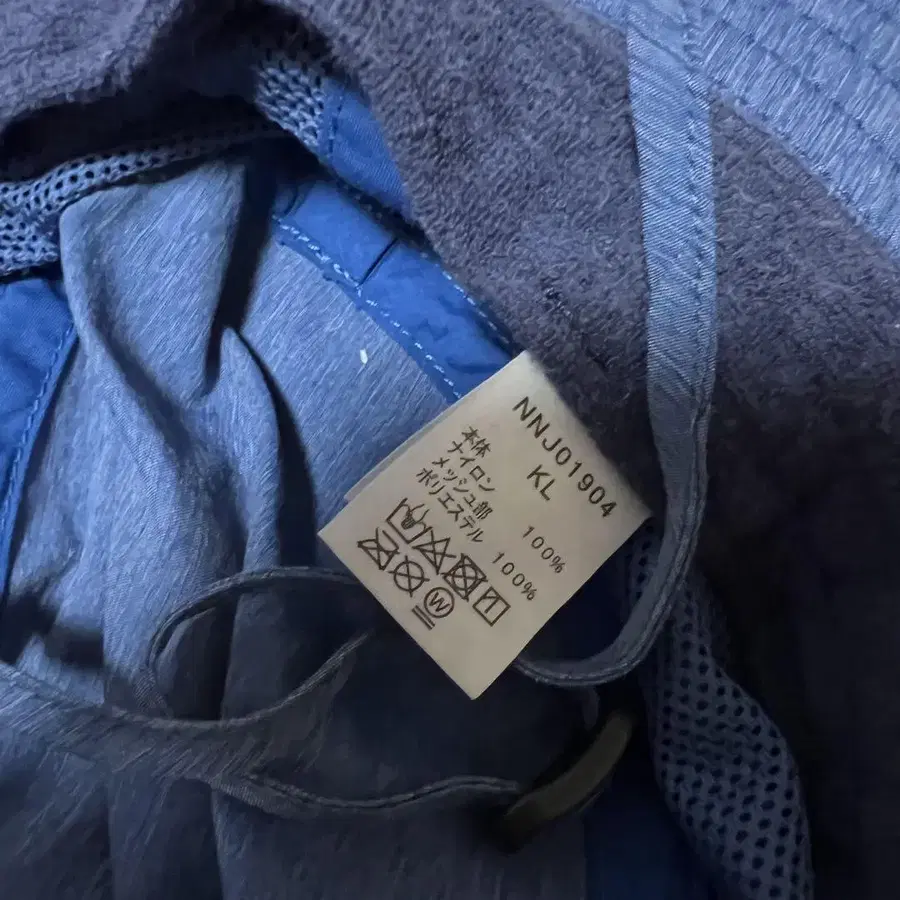 NNJ01904
KL
本体
ナイロン 100%
メッシュ部
ポリエステル 100%
W